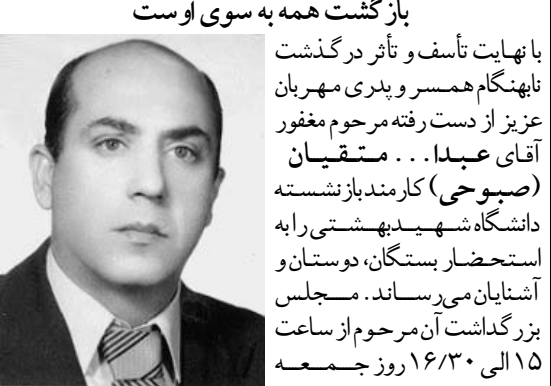 بازگشت همه به سوی اوست
با نهایت تأسف و تأثر درگذشت
نابهنگام همسر و پدری مهربان
عزیز از دست رفته مرحوم مغفور
آقای عبدا... متقیان
(صبوحی) کارمند بازنشسته
دانشگاه شهید بهشتی را به
استحضار بستگان، دوستان و
آشنایان می‌رساند. مجلس
بزرگداشت آن مرحوم از ساعت
۱۵ الی ۱۶/۳۰ روز جمعه